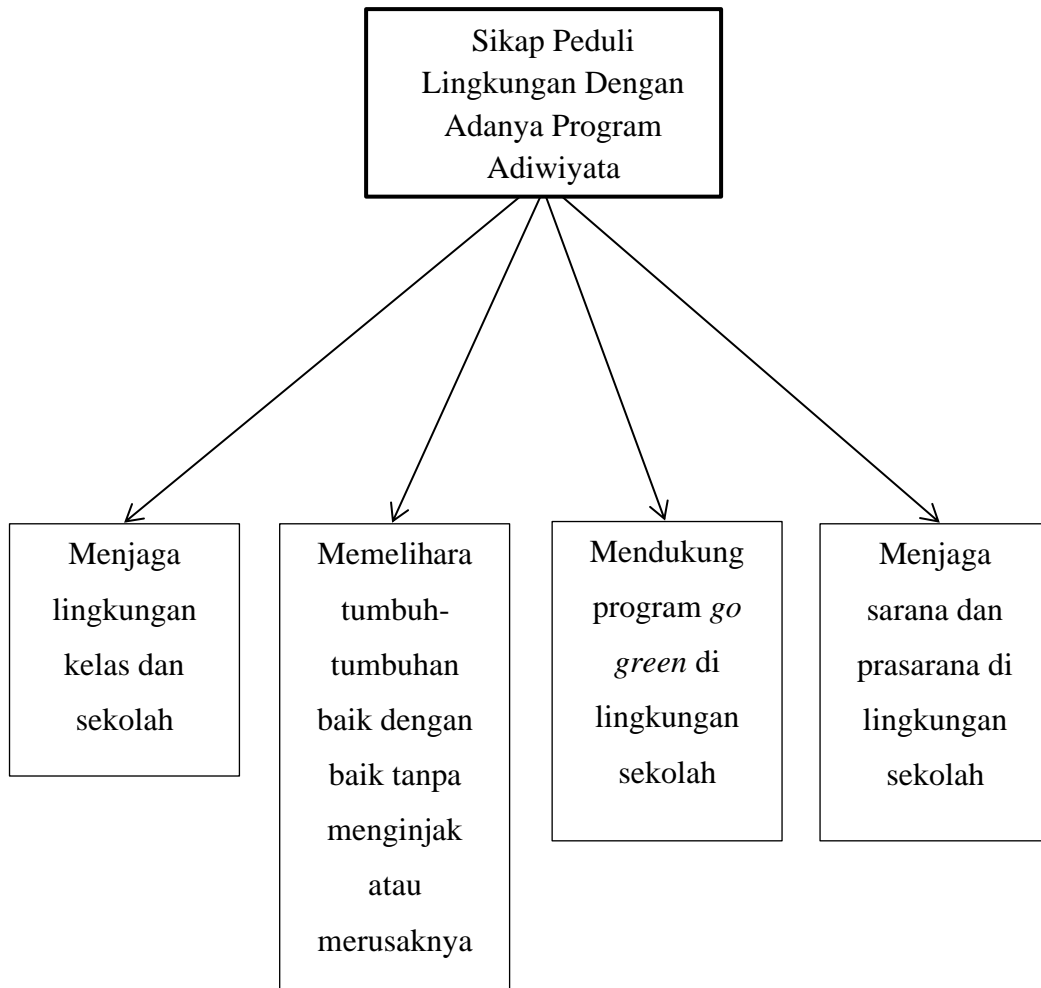 Sikap Peduli
Lingkungan Dengan
Adanya Program
Adiwiyata
Menjaga
lingkungan
kelas dan
sekolah
Memelihara
tumbuh-
tumbuhan
baik dengan
baik tanpa
menginjak
atau
merusaknya
Mendukung
program go
green di
lingkungan
sekolah
Menjaga
sarana dan
prasarana di
lingkungan
sekolah